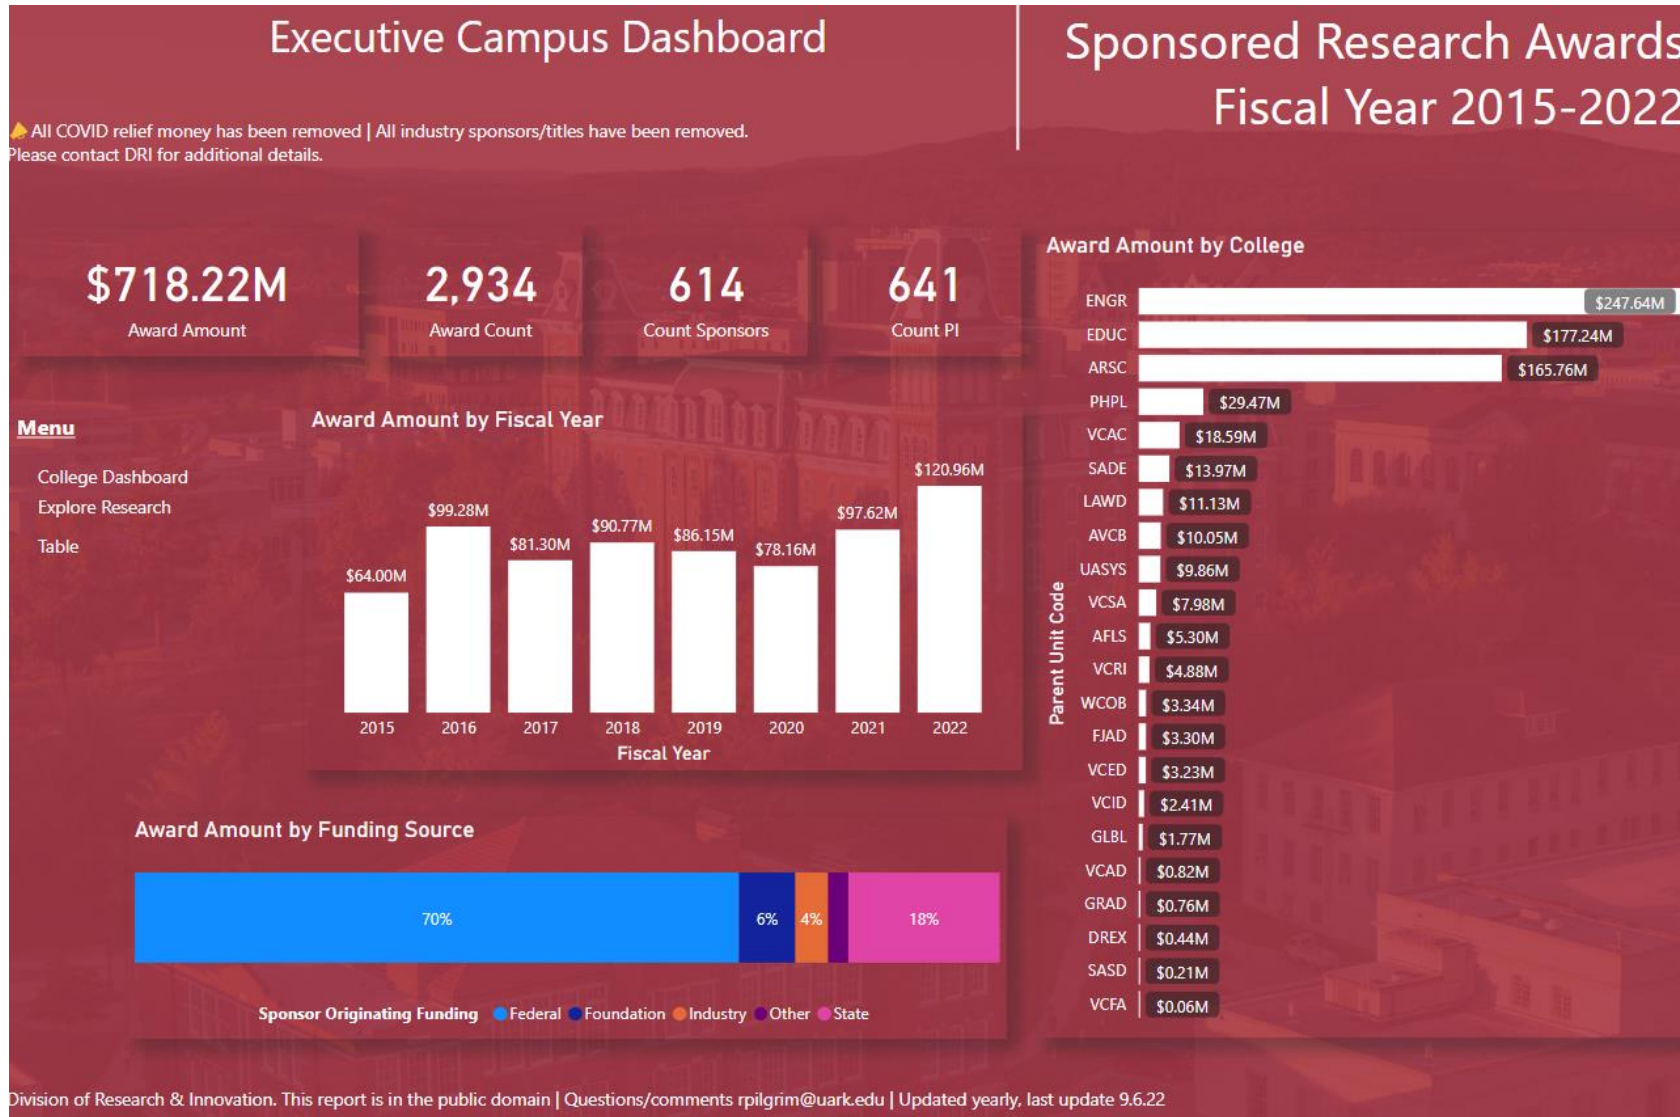 Executive Campus Dashboard
Sponsored Research Awards
Fiscal Year 2015-2022
All COVID relief money has been removed | All industry sponsors/titles have been removed.
Please contact DRI for additional details.
$718.22M
Award Amount
2,934
Award Count
614
Count Sponsors
641
Count PI
Menu
College Dashboard
Explore Research
Table
Award Amount by Fiscal Year
$64.00M
$99.28M
$81.30M
$90.77M
$86.15M
$78.16M
$97.62M
$120.96M
2015 2016 2017 2018 2019 2020 2021 2022
Fiscal Year
Award Amount by Funding Source
70% 6% 4% 18%
Sponsor Originating Funding Federal Foundation Industry Other State
Award Amount by College
Parent Unit Code
ENGR $247.64M
EDUC $177.24M
ARSC $165.76M
PHPL $29.47M
VCAC $18.59M
SADE $13.97M
LAWD $11.13M
AVCB $10.05M
UASYS $9.86M
VCSA $7.98M
AFLS $5.30M
VCRI $4.88M
WCOB $3.34M
FJAD $3.30M
VCED $3.23M
VCID $2.41M
GLBL $1.77M
VCAD $0.82M
GRAD $0.76M
DREX $0.44M
SASD $0.21M
VCFA $0.06M
Division of Research & Innovation. This report is in the public domain | Questions/comments rpilgrim@uark.edu | Updated yearly, last update 9.6.22